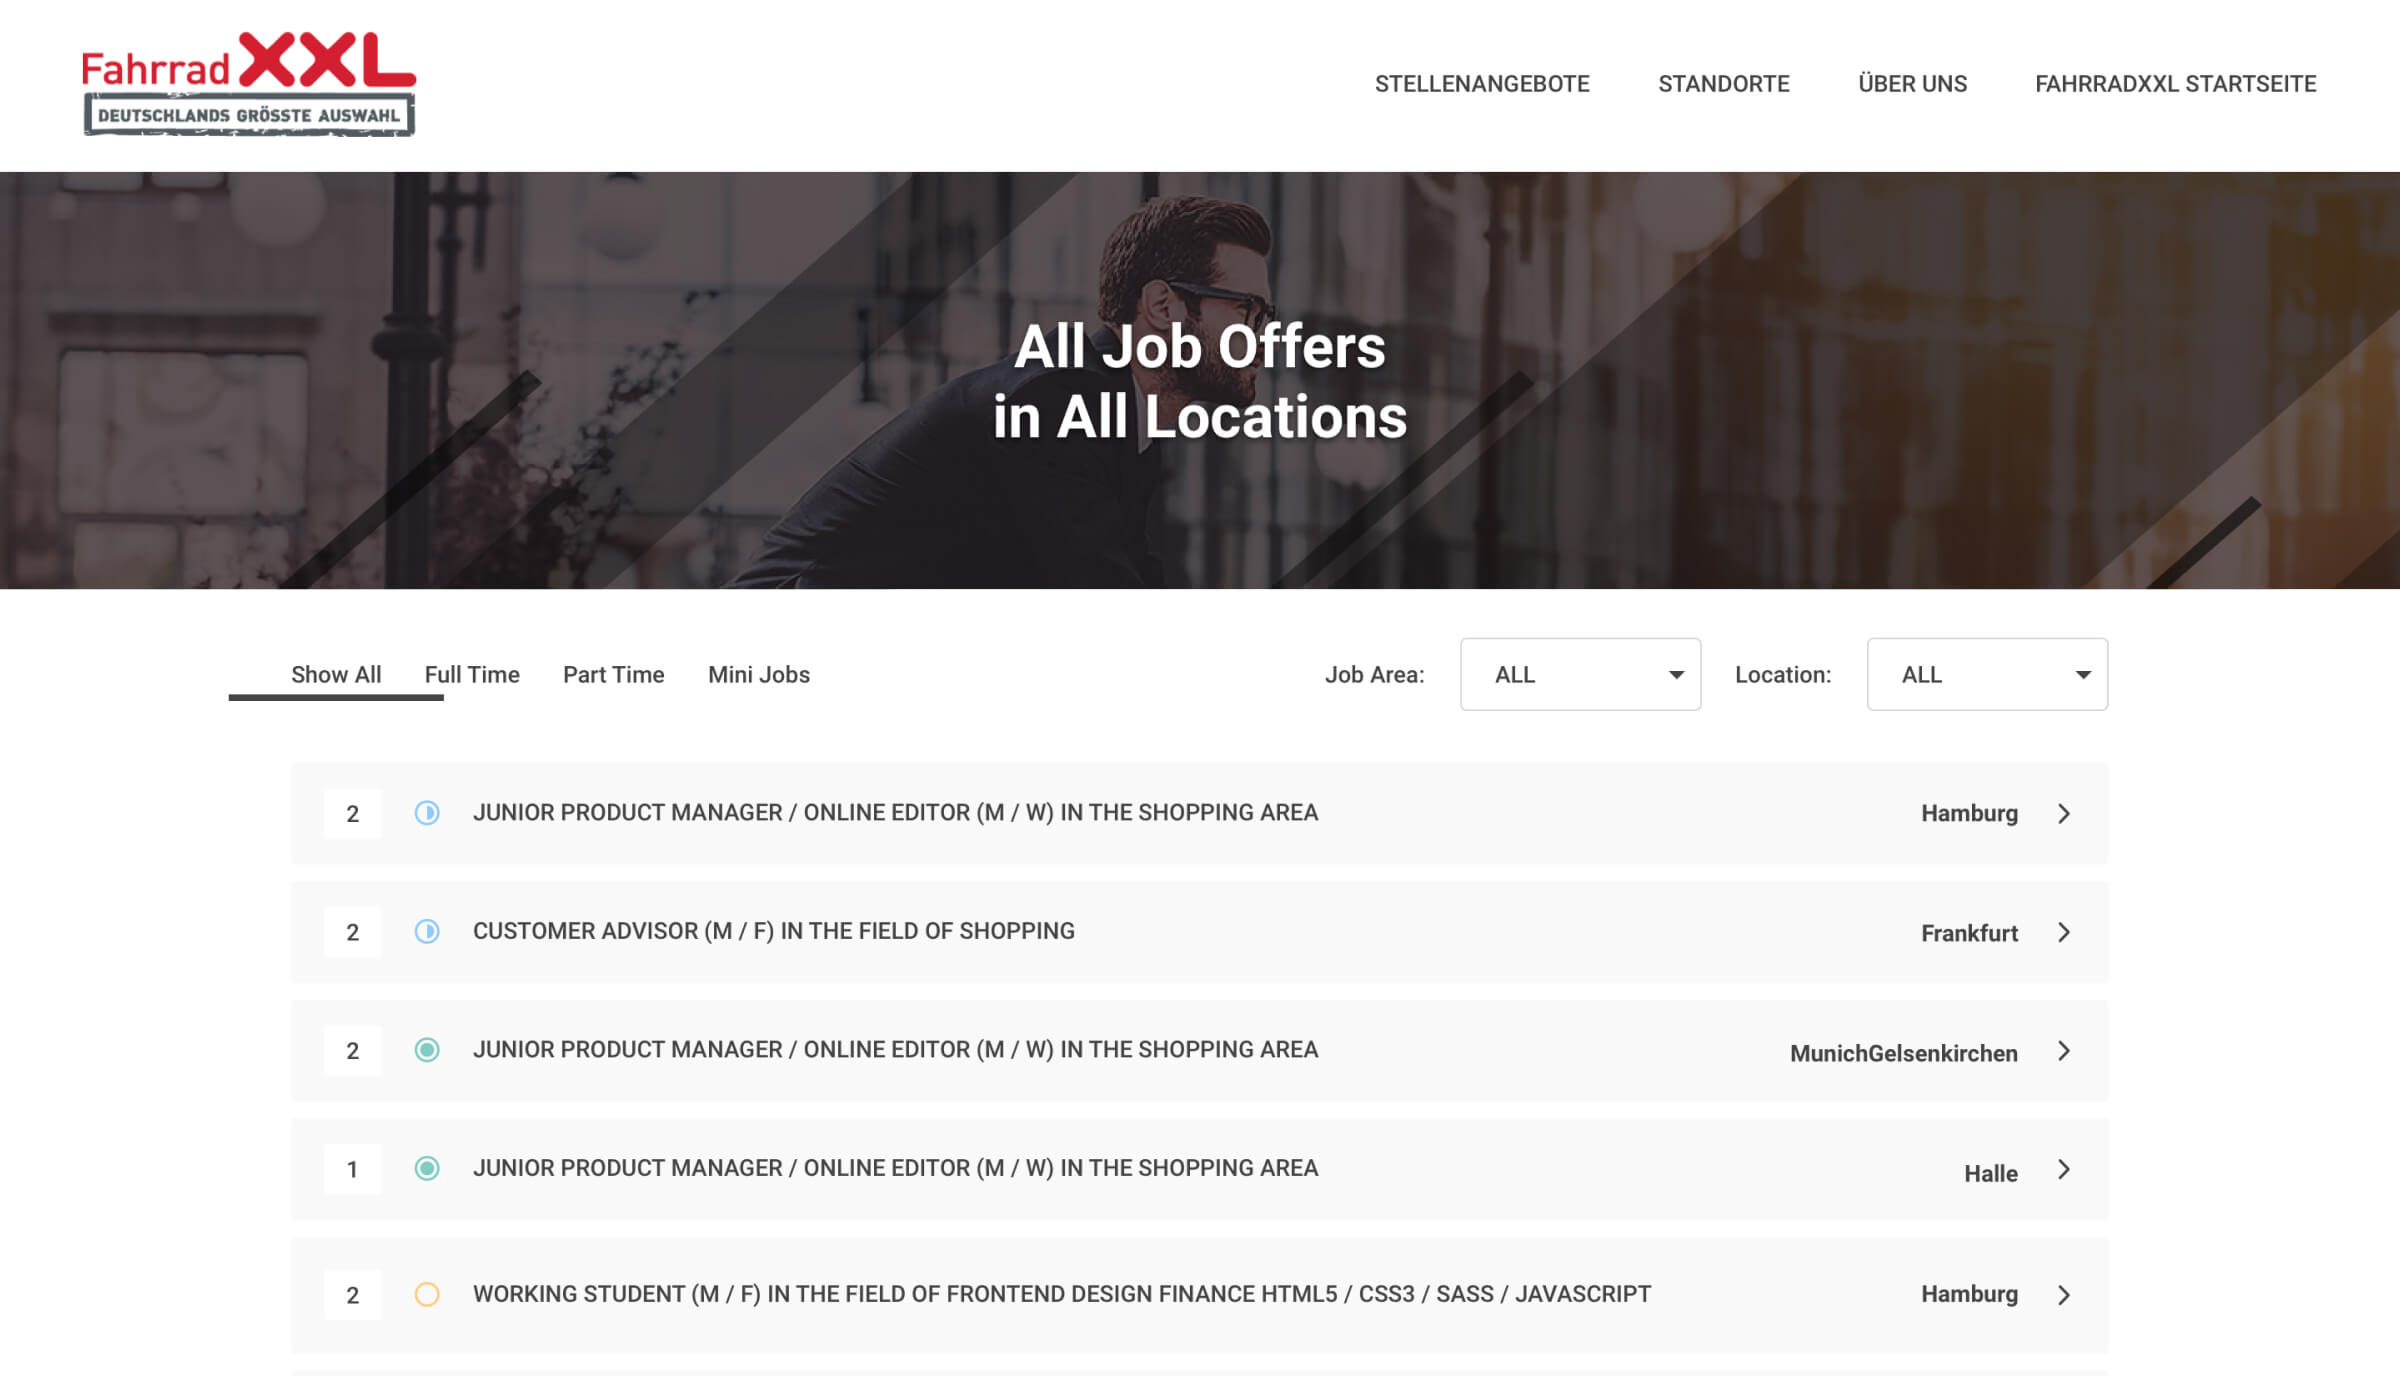 Fahrrad XXL
DEUTSCHLANDS GRÖSSTE AUSWAHL
STELLENANGEBOTE
STANDORTE
ÜBER UNS
FAHRRADXXL STARTSEITE
All Job Offers
in All Locations
Show All
Full Time
Part Time
Mini Jobs
Job Area:
ALL
Location:
ALL
2
JUNIOR PRODUCT MANAGER / ONLINE EDITOR (M / W) IN THE SHOPPING AREA
Hamburg
2
CUSTOMER ADVISOR (M / F) IN THE FIELD OF SHOPPING
Frankfurt
2
JUNIOR PRODUCT MANAGER / ONLINE EDITOR (M / W) IN THE SHOPPING AREA
MunichGelsenkirchen
1
JUNIOR PRODUCT MANAGER / ONLINE EDITOR (M / W) IN THE SHOPPING AREA
Halle
2
WORKING STUDENT (M / F) IN THE FIELD OF FRONTEND DESIGN FINANCE HTML5 / CSS3 / SASS / JAVASCRIPT
Hamburg